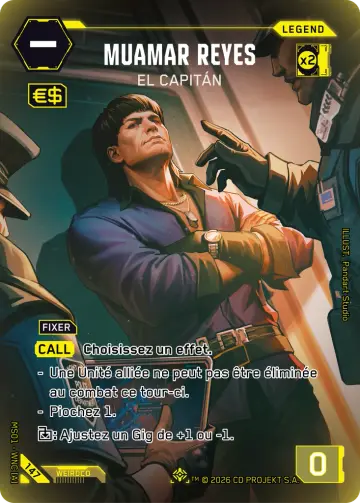 LEGEND
MUAMAR REYES
x2
EL CAPITÁN
€$
FIXER
CALL Choisissez un effet.
- Une Unité alliée ne peut pas être éliminée
au combat ce tour-ci.
- Piochez 1.
: Ajustez un Gig de +1 ou -1.
ILLUST: Pandart Studio
147
WEIRDCO
™ © 2026 CD PROJEKT S.A.
0